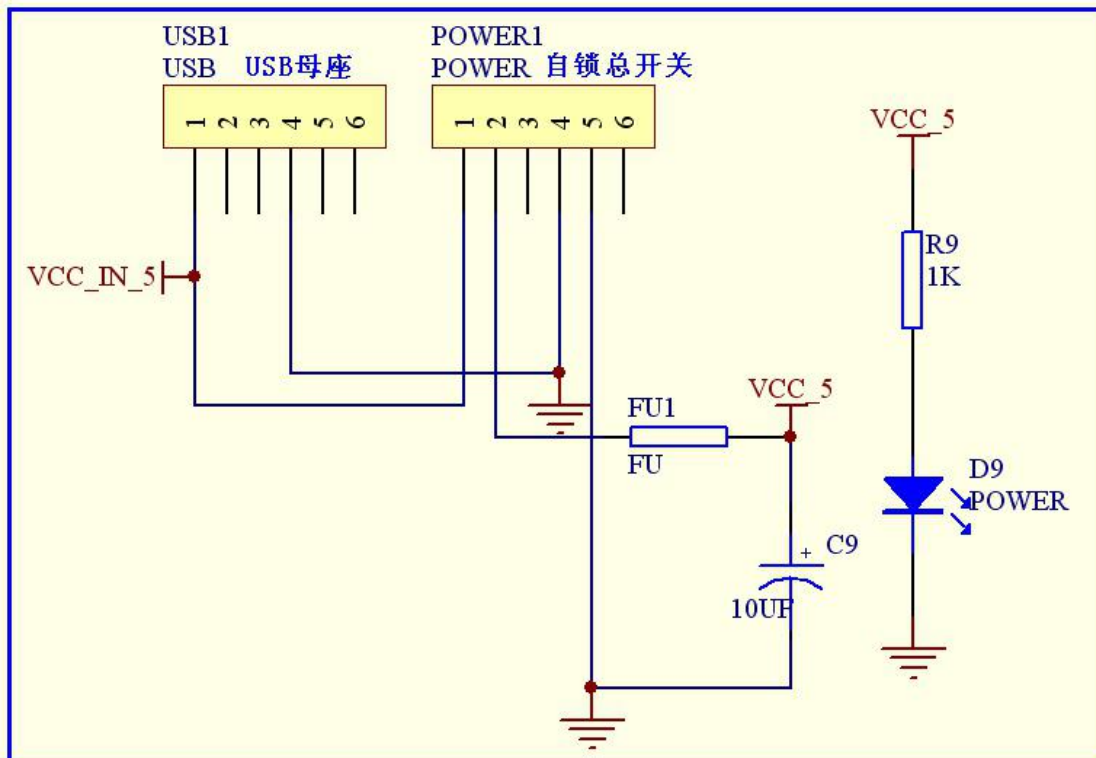 USB1
USB USB母座
1 2 3 4 5 6
POWER1
POWER 自锁总开关
1 2 3 4 5 6
VCC_IN_5
FU1
FU
VCC_5
C9
10UF
VCC_5
R9
1K
D9
POWER
+